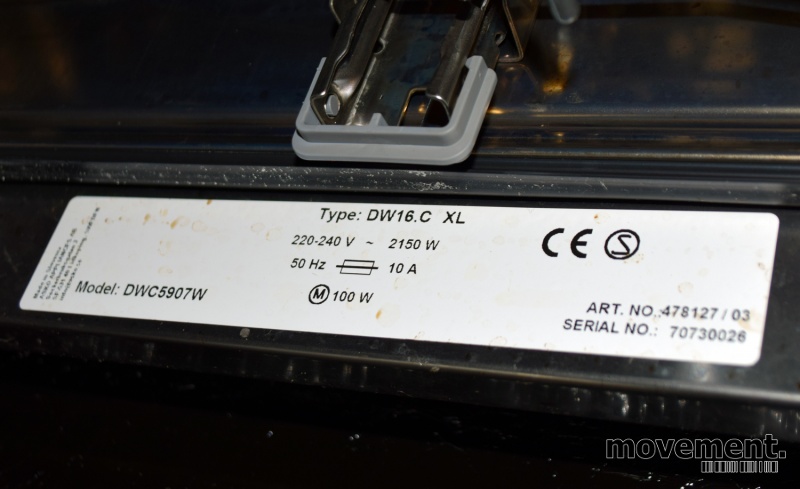 Type: DW16.C XL
220-240 V ~ 2150 W
50 Hz 10 A
M 100 W
Model: DWC5907W
CE S
ART. NO.:478127 / 03
SERIAL NO.: 70730026
movement.